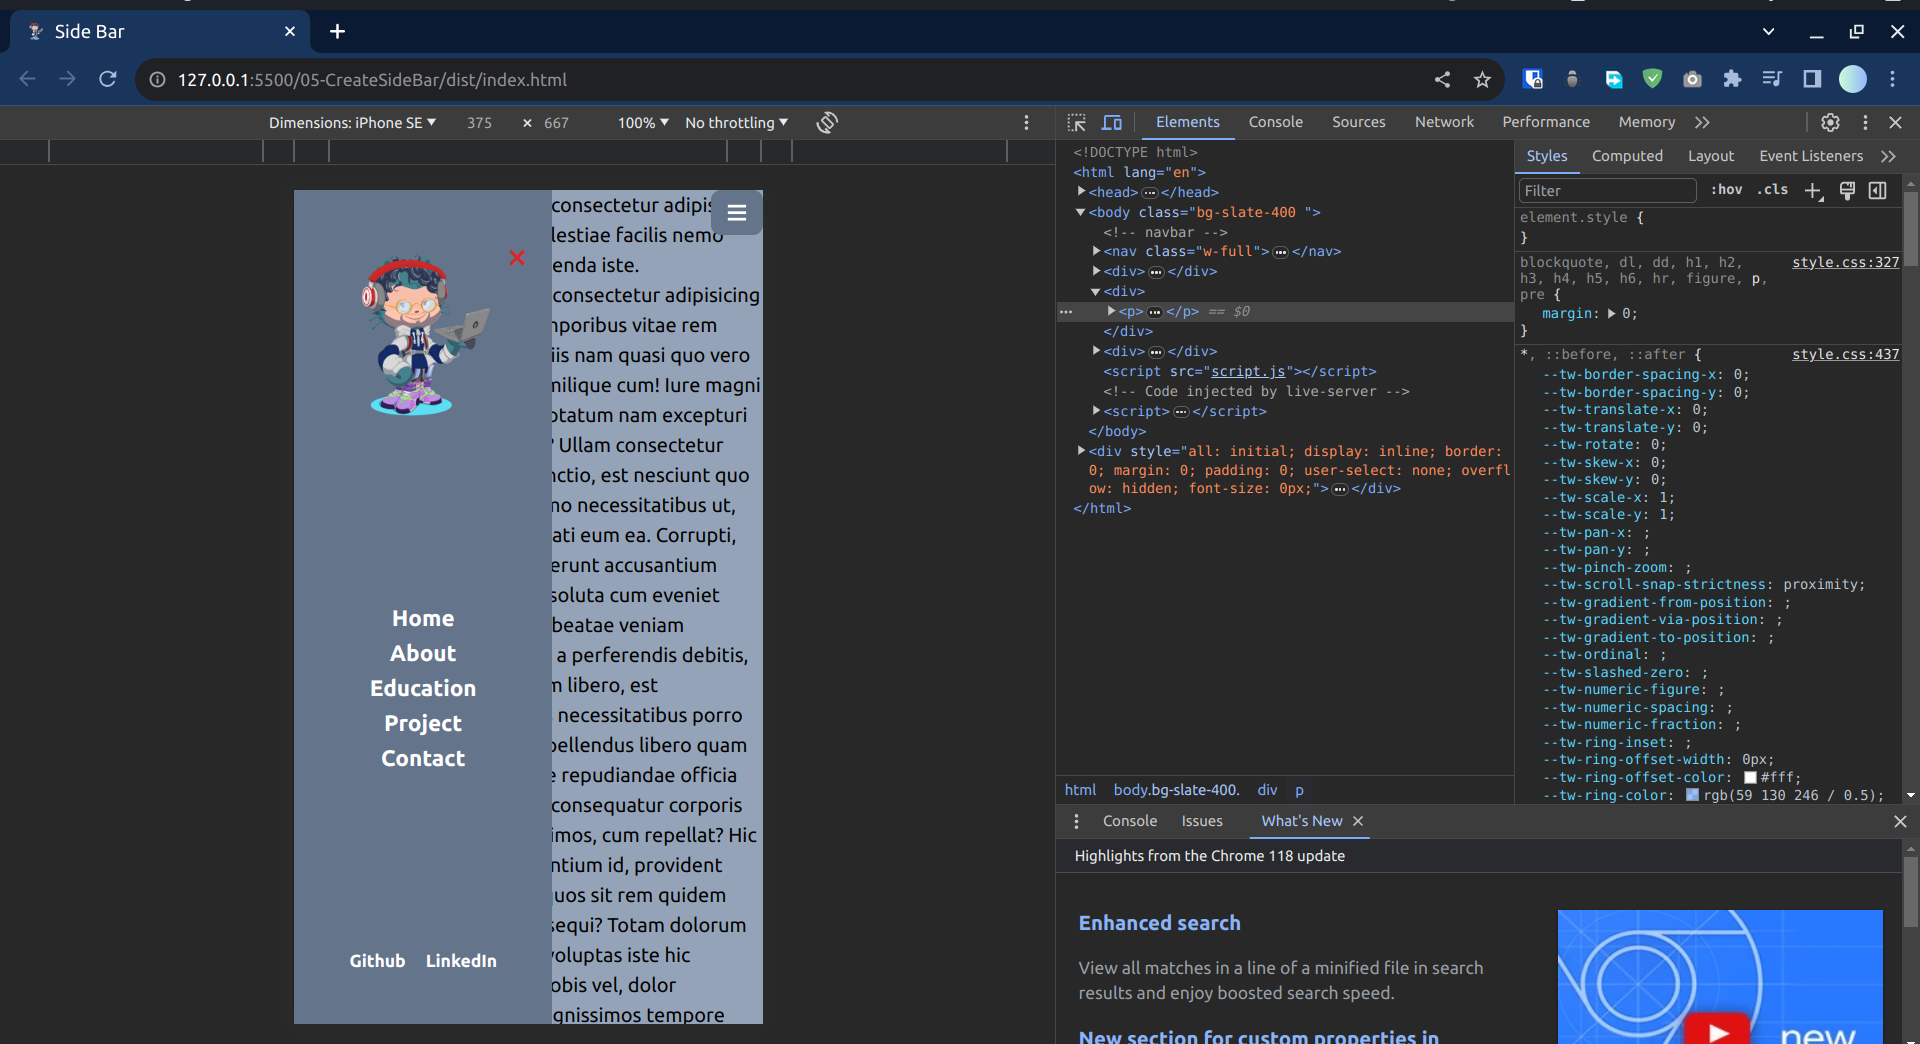 Side Bar
127.0.0.1:5500/05-CreateSideBar/dist/index.html
Dimensions: iPhone SE 375 × 667 100% No throttling
Elements Console Sources Network Performance Memory
consectetur adipis
lestiae facilis nemo
enda iste.
consectetur adipisicing
nporibus vitae rem
iis nam quasi quo vero
nilique cum! Iure magni
otatum nam excepturi
? Ullam consectetur
nctio, est nesciunt quo
no necessitatibus ut,
ati eum ea. Corrupti,
erunt accusantium
soluta cum eveniet
beatae veniam
a perferendis debitis,
n libero, est
necessitatibus porro
pellendus libero quam
e repudiandae officia
consequatur corporis
imos, cum repellat? Hic
ntium id, provident
quos sit rem quidem
sequi? Totam dolorum
voluptas iste hic
obis vel, dolor
gnissimos tempore
Home
About
Education
Project
Contact
Github LinkedIn
<!DOCTYPE html>
<html lang="en">
<head> … </head>
<body class="bg-slate-400 ">
<!-- navbar -->
<nav class="w-full"> … </nav>
<div> … </div>
<div>
<p> … </p> == $0
</div>
<div> … </div>
<script src="script.js"></script>
<!-- Code injected by live-server -->
<script> … </script>
</body>
<div style="all: initial; display: inline; border:
0; margin: 0; padding: 0; user-select: none; overfl
ow: hidden; font-size: 0px;"> … </div>
</html>
html body.bg-slate-400. div p
Styles Computed Layout Event Listeners
Filter :hov .cls
element.style {
}
blockquote, dl, dd, h1, h2, style.css:327
h3, h4, h5, h6, hr, figure, p,
pre {
margin: 0;
}
*, ::before, ::after { style.css:437
--tw-border-spacing-x: 0;
--tw-border-spacing-y: 0;
--tw-translate-x: 0;
--tw-translate-y: 0;
--tw-rotate: 0;
--tw-skew-x: 0;
--tw-skew-y: 0;
--tw-scale-x: 1;
--tw-scale-y: 1;
--tw-pan-x: ;
--tw-pan-y: ;
--tw-pinch-zoom: ;
--tw-scroll-snap-strictness: proximity;
--tw-gradient-from-position: ;
--tw-gradient-via-position: ;
--tw-gradient-to-position: ;
--tw-ordinal: ;
--tw-slashed-zero: ;
--tw-numeric-figure: ;
--tw-numeric-spacing: ;
--tw-numeric-fraction: ;
--tw-ring-inset: ;
--tw-ring-offset-width: 0px;
--tw-ring-offset-color: #fff;
--tw-ring-color: rgb(59 130 246 / 0.5);
Console Issues What's New
Highlights from the Chrome 118 update
Enhanced search
View all matches in a line of a minified file in search
results and enjoy boosted search speed.
New section for custom properties in
new